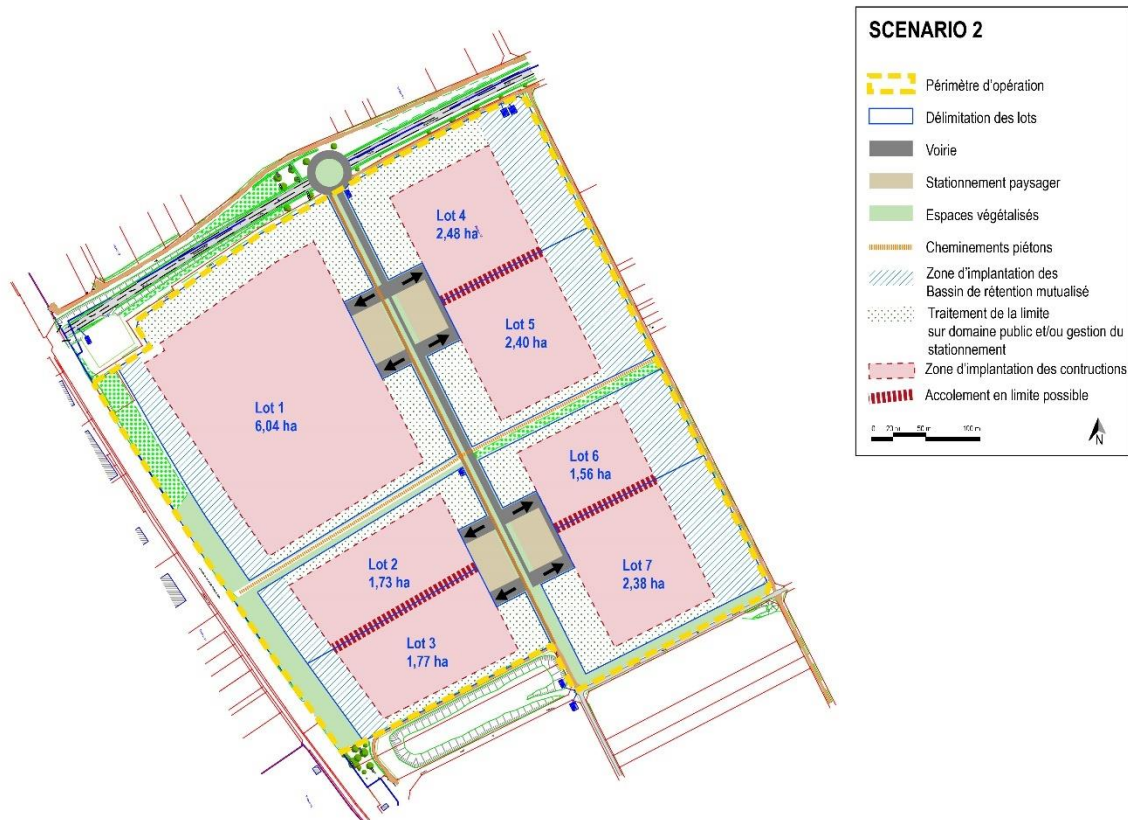 SCENARIO 2
Périmètre d'opération
Délimitation des lots
Voirie
Stationnement paysager
Espaces végétalisés
Cheminements piétons
Zone d'implantation des
Bassin de rétention mutualisé
Traitement de la limite
sur domaine public et/ou gestion du
stationnement
Zone d'implantation des contructions
Accolement en limite possible
0 20 m 50 m 100 m
N
Lot 4
2,48 ha
Lot 5
2,40 ha
Lot 1
6,04 ha
Lot 6
1,56 ha
Lot 2
1,73 ha
Lot 7
2,38 ha
Lot 3
1,77 ha